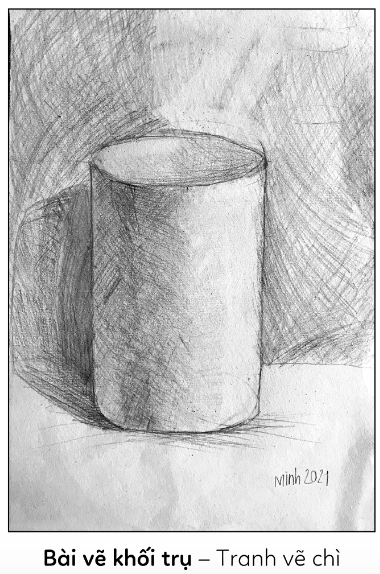 minh 2021
Bài vẽ khối trụ – Tranh vẽ chì